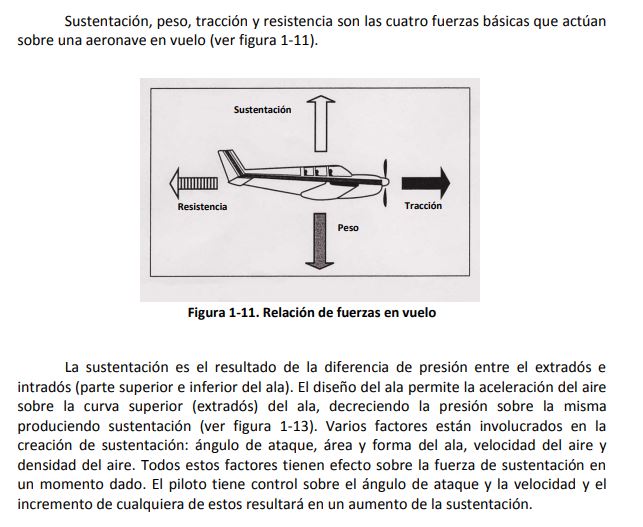 Sustentación, peso, tracción y resistencia son las cuatro fuerzas básicas que actúan
sobre una aeronave en vuelo (ver figura 1-11).
Sustentación
Resistencia
Tracción
Peso
Figura 1-11. Relación de fuerzas en vuelo
La sustentación es el resultado de la diferencia de presión entre el extradós e
intradós (parte superior e inferior del ala). El diseño del ala permite la aceleración del aire
sobre la curva superior (extradós) del ala, decreciendo la presión sobre la misma
produciendo sustentación (ver figura 1-13). Varios factores están involucrados en la
creación de sustentación: ángulo de ataque, área y forma del ala, velocidad del aire y
densidad del aire. Todos estos factores tienen efecto sobre la fuerza de sustentación en
un momento dado. El piloto tiene control sobre el ángulo de ataque y la velocidad y el
incremento de cualquiera de estos resultará en un aumento de la sustentación.